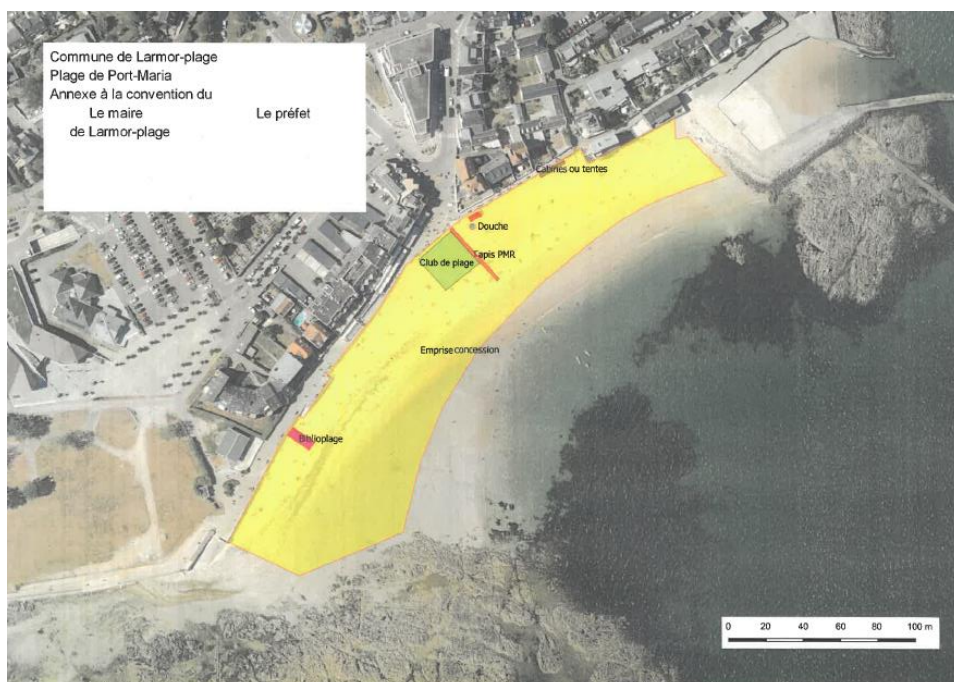 Commune de Larmor-plage
Plage de Port-Maria
Annexe à la convention du
Le maire Le préfet
de Larmor-plage
Cabines ou tentes
Douche
Tapis PMR
Club de plage
Emprise concession
Biblioplage
0 20 40 60 80 100 m